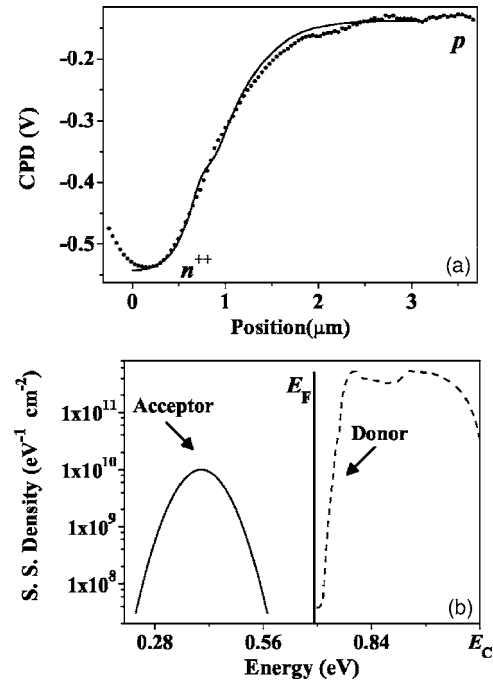 p
-0.2
-0.3
CPD (V)
-0.4
-0.5
n++
(a)
0 1 2 3
Position(μm)
E_F
Acceptor
Donor
1x10^11
1x10^10
1x10^9
1x10^8
S. S. Density (eV^-1 cm^-2)
(b)
0.28 0.56 0.84 E_C
Energy (eV)